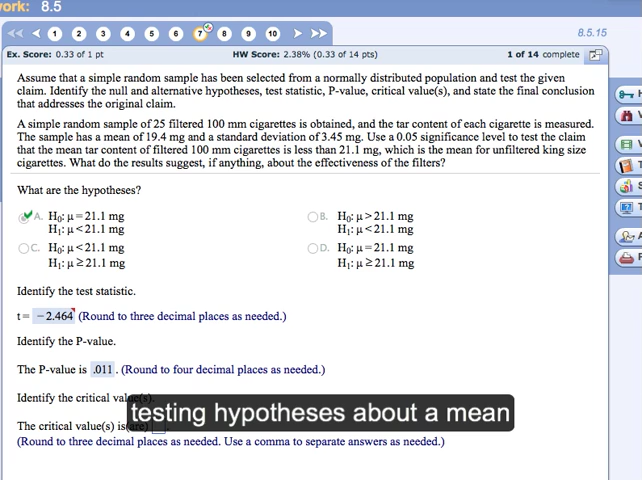 ork: 8.5
1 2 3 4 5 6 7 8 9 10
8.5.15
Ex. Score: 0.33 of 1 pt
HW Score: 2.38% (0.33 of 14 pts)
1 of 14 complete
Assume that a simple random sample has been selected from a normally distributed population and test the given
claim. Identify the null and alternative hypotheses, test statistic, P-value, critical value(s), and state the final conclusion
that addresses the original claim.
A simple random sample of 25 filtered 100 mm cigarettes is obtained, and the tar content of each cigarette is measured.
The sample has a mean of 19.4 mg and a standard deviation of 3.45 mg. Use a 0.05 significance level to test the claim
that the mean tar content of filtered 100 mm cigarettes is less than 21.1 mg, which is the mean for unfiltered king size
cigarettes. What do the results suggest, if anything, about the effectiveness of the filters?
What are the hypotheses?
A. H₀: μ = 21.1 mg
H₁: μ < 21.1 mg
B. H₀: μ > 21.1 mg
H₁: μ < 21.1 mg
C. H₀: μ < 21.1 mg
H₁: μ ≥ 21.1 mg
D. H₀: μ = 21.1 mg
H₁: μ ≥ 21.1 mg
Identify the test statistic.
t = −2.464 (Round to three decimal places as needed.)
Identify the P-value.
The P-value is .011. (Round to four decimal places as needed.)
Identify the critical value(s).
testing hypotheses about a mean
The critical value(s) is(are) .
(Round to three decimal places as needed. Use a comma to separate answers as needed.)